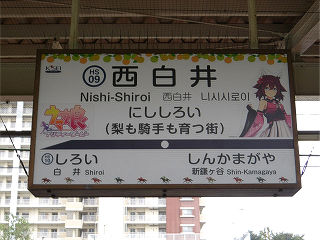 K'SEI
HS
09
西白井
Nishi-Shiroi 西白井 니시시로이
にししろい
(梨も騎手も育つ街)
しろい
白井 Shiroi
しんかまがや
新鎌ヶ谷 Shin-Kamagaya